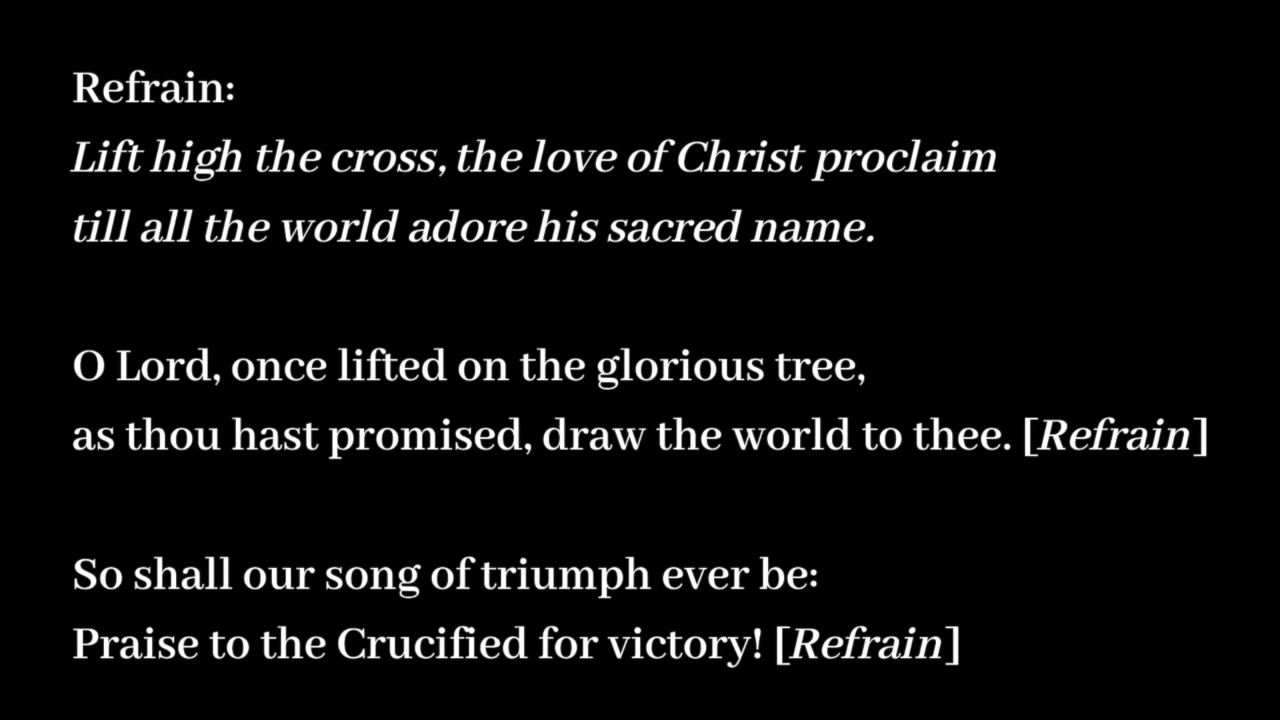 Refrain:
Lift high the cross, the love of Christ proclaim
till all the world adore his sacred name.
O Lord, once lifted on the glorious tree,
as thou hast promised, draw the world to thee. [Refrain]
So shall our song of triumph ever be:
Praise to the Crucified for victory! [Refrain]